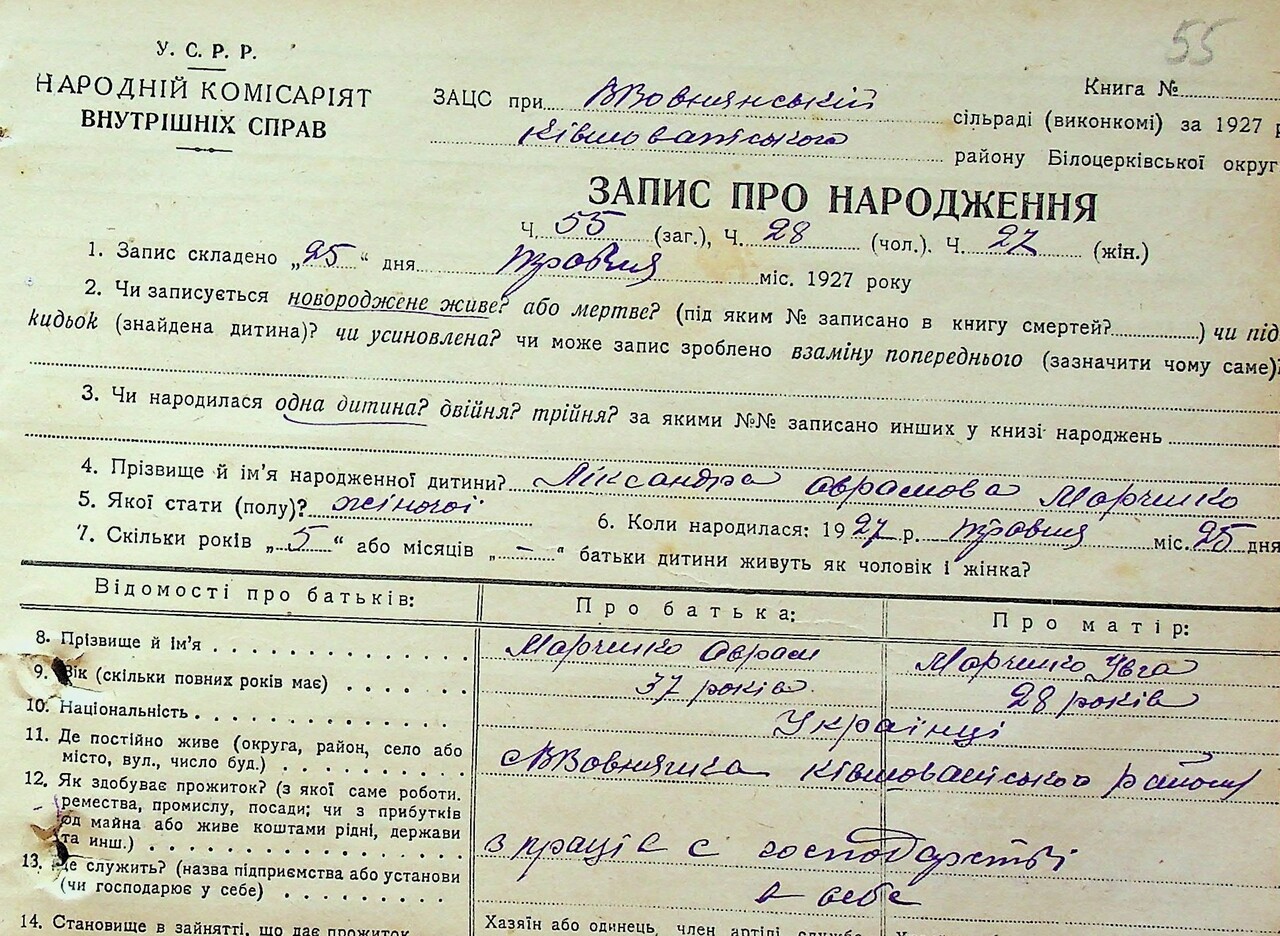 55
У. С. Р. Р.
НАРОДНІЙ КОМІСАРІЯТ
ВНУТРІШНІХ СПРАВ
Книга №
ЗАЦС при ВВовнянській сільраді (виконкомі) за 1927 р
Ківшоватського району Білоцерківської округ
ЗАПИС ПРО НАРОДЖЕННЯ
Ч. 55 (заг.), Ч. 28 (чол.). Ч. 27 (жін.)
1. Запис складено „25“ дня травня міс. 1927 року
2. Чи записується новороджене живе? або мертве? (під яким № записано в книгу смертей?) чи під
кидьок (знайдена дитина)? чи усиновлена? чи може запис зроблено взаміну попереднього (зазначити чому саме)?
3. Чи народилася одна дитина? двійня? трійня? за якими №№ записано инших у книзі народжень
4. Прізвище й ім’я народженної дитини? Ліксандра Аврамова Марченко
5. Якої стати (полу)? жіночої 6. Коли народилася: 1927 р. травня міс. 25 дня
7. Скільки років „5“ або місяців „-“ батьки дитини живуть як чоловік і жінка?
Відомості про батьків: Про батька: Про матір:
8. Прізвище й ім’я Марченко Аврам Марченко
9. Вік (скільки повних років має) 37 років 28 років
10. Національність Українці
11. Де постійно живе (округа, район, село або
місто, вул., число буд.) с ВВовнянка Ківшоватського району
12. Як здобуває прожиток? (з якої саме роботи.
ремества, промислу, посади; чи з прибутків
од майна або живе коштами рідні, держави
та инш.) з праці в с господарстві
13. Де служить? (назва підприємства або установи
(чи господарює у себе) в себе
14. Становище в зайнятті, що дає прожиток
Хазяїн або одинець, член артілі